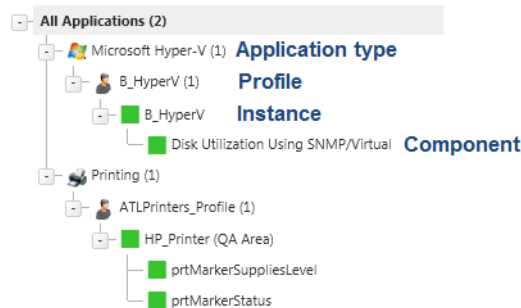 All Applications (2)
Microsoft Hyper-V (1) Application type
B_HyperV (1) Profile
B_HyperV Instance
Disk Utilization Using SNMP/Virtual Component
Printing (1)
ATLPrinters_Profile (1)
HP_Printer (QA Area)
prtMarkerSuppliesLevel
prtMarkerStatus